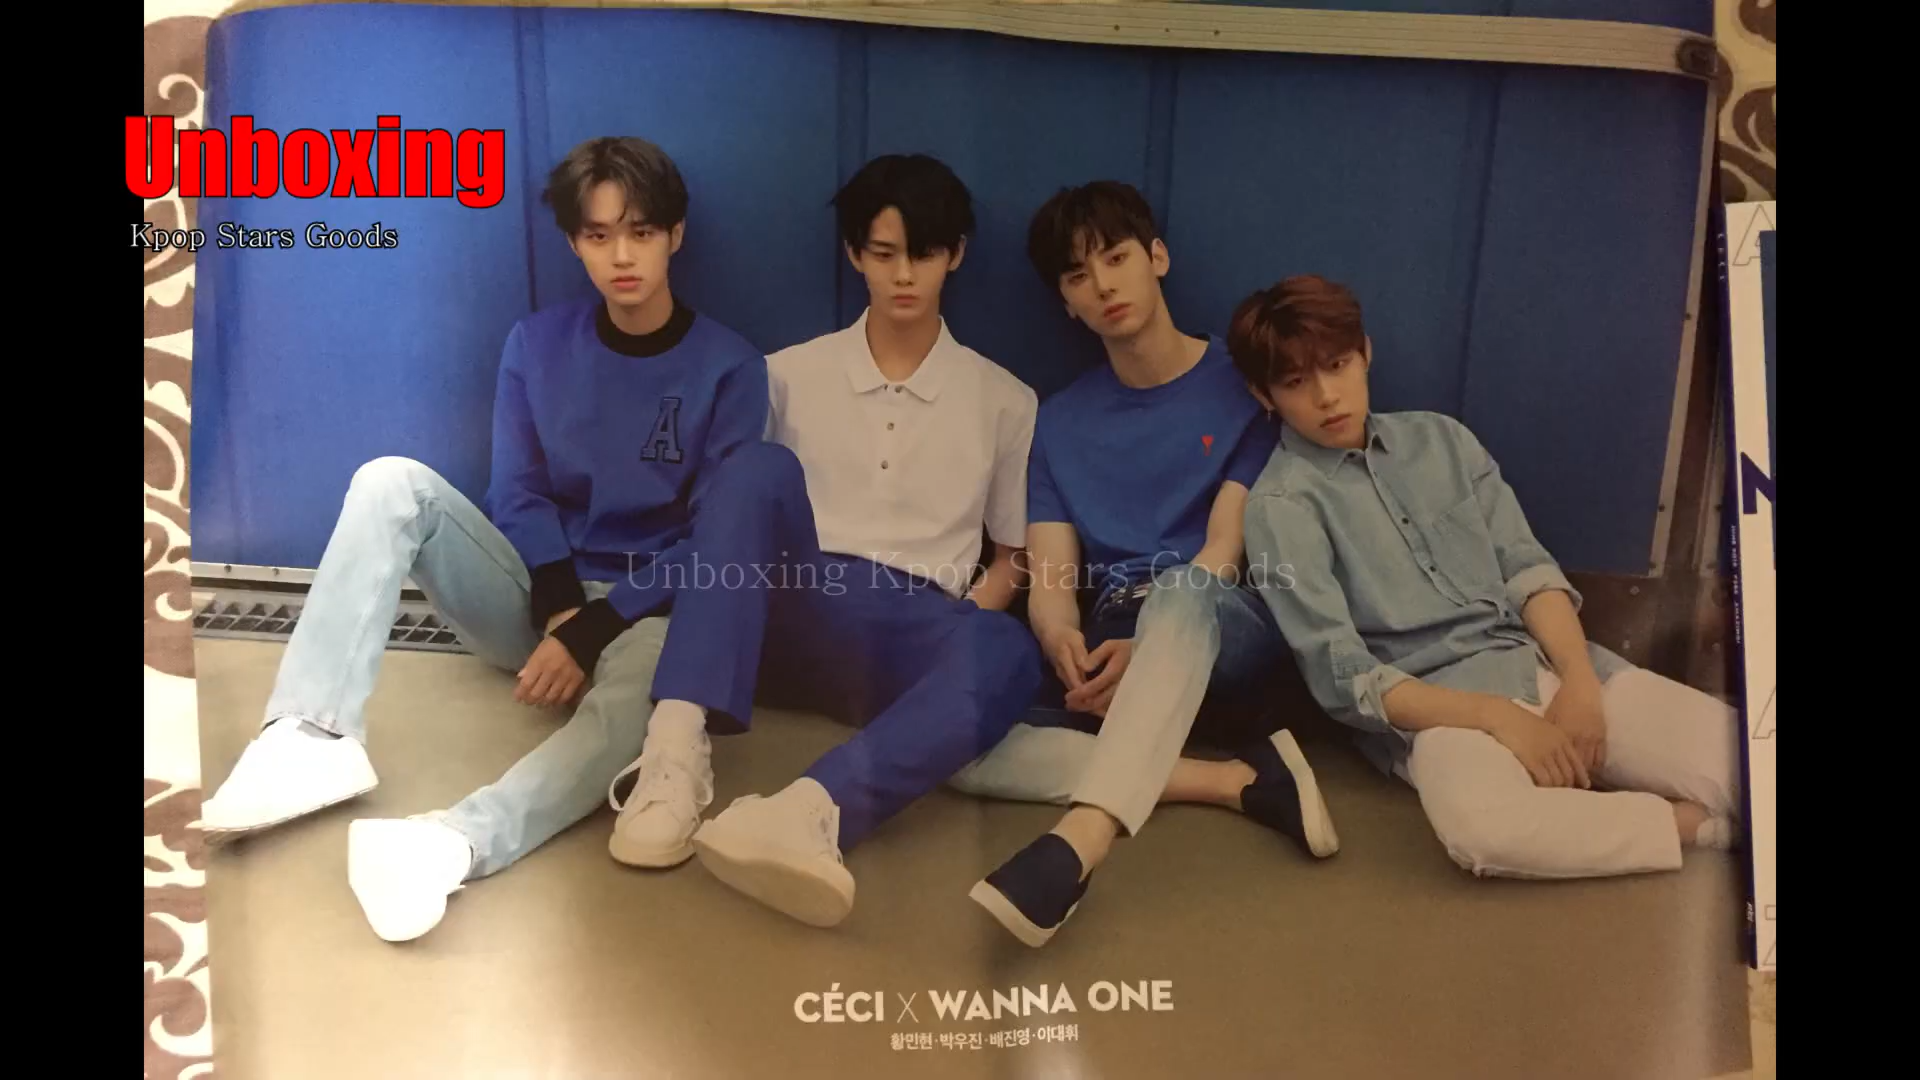 Unboxing
Kpop Stars Goods
A
Unboxing Kpop Stars Goods
CÉCI X WANNA ONE
황민현·박우진·배진영·이대휘
CECI